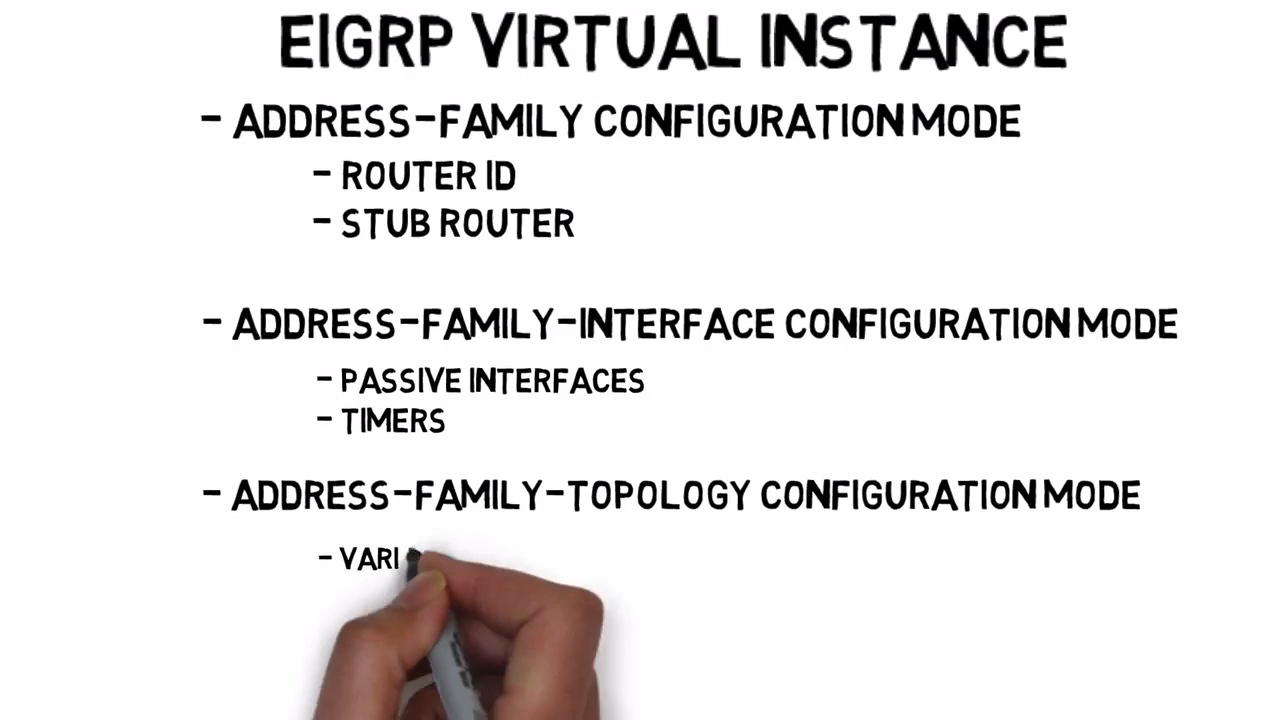 EIGRP VIRTUAL INSTANCE
- ADDRESS-FAMILY CONFIGURATION MODE
- ROUTER ID
- STUB ROUTER
- ADDRESS-FAMILY-INTERFACE CONFIGURATION MODE
- PASSIVE INTERFACES
- TIMERS
- ADDRESS-FAMILY-TOPOLOGY CONFIGURATION MODE
- VARI